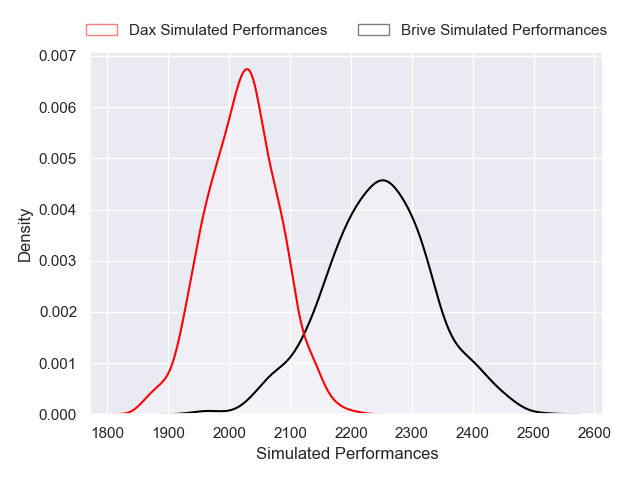 Dax Simulated Performances
Brive Simulated Performances
0.007
0.006
0.005
0.004
0.003
0.002
0.001
0.000
Density
1800 1900 2000 2100 2200 2300 2400 2500 2600
Simulated Performances